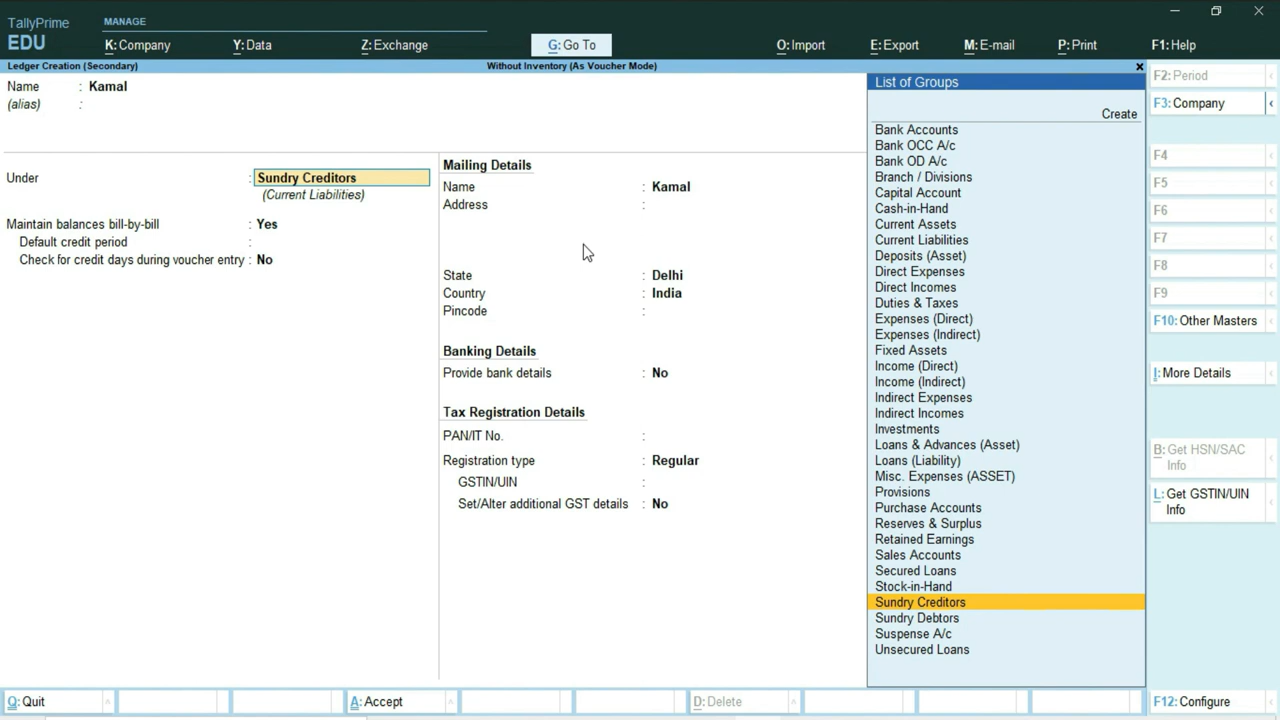 TallyPrime
MANAGE
EDU
K: Company
Y: Data
Z: Exchange
G: Go To
O: Import
E: Export
M: E-mail
P: Print
F1: Help
Ledger Creation (Secondary)
Without Inventory (As Voucher Mode)
Name : Kamal
(alias) :
Under : Sundry Creditors
(Current Liabilities)
Maintain balances bill-by-bill : Yes
Default credit period :
Check for credit days during voucher entry : No
Mailing Details
Name : Kamal
Address :
State : Delhi
Country : India
Pincode :
Banking Details
Provide bank details : No
Tax Registration Details
PAN/IT No. :
Registration type : Regular
GSTIN/UIN :
Set/Alter additional GST details : No
List of Groups
Create
Bank Accounts
Bank OCC A/c
Bank OD A/c
Branch / Divisions
Capital Account
Cash-in-Hand
Current Assets
Current Liabilities
Deposits (Asset)
Direct Expenses
Direct Incomes
Duties & Taxes
Expenses (Direct)
Expenses (Indirect)
Fixed Assets
Income (Direct)
Income (Indirect)
Indirect Expenses
Indirect Incomes
Investments
Loans & Advances (Asset)
Loans (Liability)
Misc. Expenses (ASSET)
Provisions
Purchase Accounts
Reserves & Surplus
Retained Earnings
Sales Accounts
Secured Loans
Stock-in-Hand
Sundry Creditors
Sundry Debtors
Suspense A/c
Unsecured Loans
F2: Period
F3: Company
F4
F5
F6
F7
F8
F9
F10: Other Masters
I: More Details
B: Get HSN/SAC
Info
L: Get GSTIN/UIN
Info
Q: Quit
A: Accept
D: Delete
F12: Configure